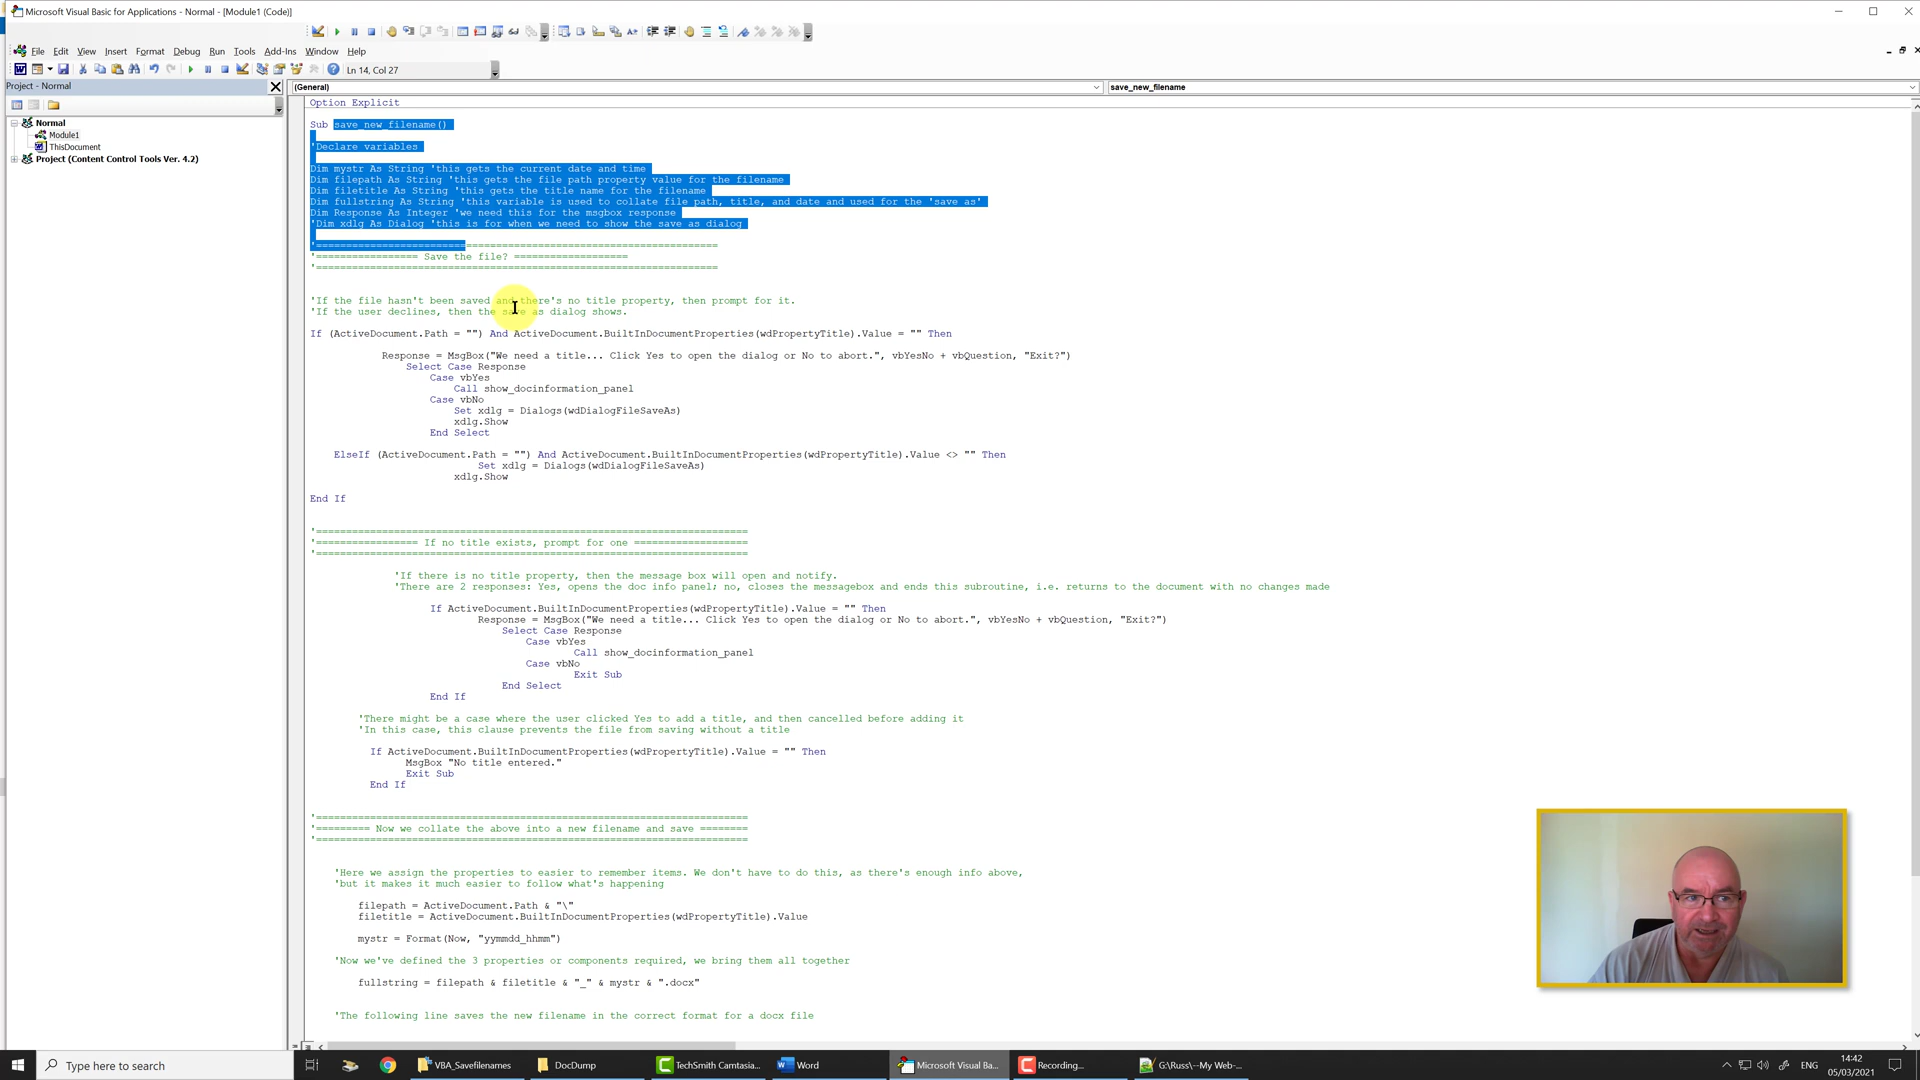 Microsoft Visual Basic for Applications - Normal - [Module1 (Code)]
File Edit View Insert Format Debug Run Tools Add-Ins Window Help
Ln 14, Col 27
Project - Normal
(General)
save_new_filename
Normal
Module1
ThisDocument
Project (Content Control Tools Ver. 4.2)
Option Explicit
Sub save_new_filename()
'Declare variables
Dim mystr As String 'this gets the current date and time
Dim filepath As String 'this gets the file path property value for the filename
Dim filetitle As String 'this gets the title name for the filename
Dim fullstring As String 'this variable is used to collate file path, title, and date and used for the 'save as'
Dim Response As Integer 'we need this for the msgbox response
'Dim xdlg As Dialog 'this is for when we need to show the save as dialog
'===================================================================
'================= Save the file? ===================
'===================================================================
'If the file hasn't been saved and there's no title property, then prompt for it.
'If the user declines, then the save as dialog shows.
If (ActiveDocument.Path = "") And ActiveDocument.BuiltInDocumentProperties(wdPropertyTitle).Value = "" Then
Response = MsgBox("We need a title... Click Yes to open the dialog or No to abort.", vbYesNo + vbQuestion, "Exit?")
Select Case Response
Case vbYes
Call show_docinformation_panel
Case vbNo
Set xdlg = Dialogs(wdDialogFileSaveAs)
xdlg.Show
End Select
ElseIf (ActiveDocument.Path = "") And ActiveDocument.BuiltInDocumentProperties(wdPropertyTitle).Value <> "" Then
Set xdlg = Dialogs(wdDialogFileSaveAs)
xdlg.Show
End If
'========================================================================
'================= If no title exists, prompt for one ===================
'========================================================================
'If there is no title property, then the message box will open and notify.
'There are 2 responses: Yes, opens the doc info panel; no, closes the messagebox and ends this subroutine, i.e. returns to the document with no changes made
If ActiveDocument.BuiltInDocumentProperties(wdPropertyTitle).Value = "" Then
Response = MsgBox("We need a title... Click Yes to open the dialog or No to abort.", vbYesNo + vbQuestion, "Exit?")
Select Case Response
Case vbYes
Call show_docinformation_panel
Case vbNo
Exit Sub
End Select
End If
'There might be a case where the user clicked Yes to add a title, and then cancelled before adding it
'In this case, this clause prevents the file from saving without a title
If ActiveDocument.BuiltInDocumentProperties(wdPropertyTitle).Value = "" Then
MsgBox "No title entered."
Exit Sub
End If
'========================================================================
'========= Now we collate the above into a new filename and save ========
'========================================================================
'Here we assign the properties to easier to remember items. We don't have to do this, as there's enough info above,
'but it makes it much easier to follow what's happening
filepath = ActiveDocument.Path & "\"
filetitle = ActiveDocument.BuiltInDocumentProperties(wdPropertyTitle).Value
mystr = Format(Now, "yymmdd_hhmm")
'Now we've defined the 3 properties or components required, we bring them all together
fullstring = filepath & filetitle & "_" & mystr & ".docx"
'The following line saves the new filename in the correct format for a docx file
Type here to search
VBA_Savefilenames
DocDump
TechSmith Camtasia...
Word
Microsoft Visual Ba...
Recording...
G:\Russ\--My Web-...
ENG
14:42
05/03/2021